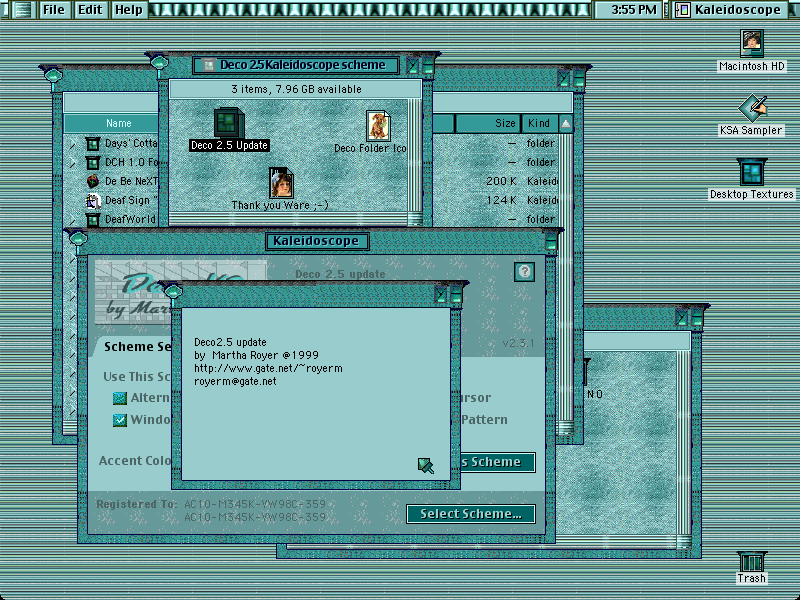 File Edit Help
3:55 PM
Kaleidoscope
Macintosh HD
KSA Sampler
Desktop Textures
Trash
Deco 2.5 Kaleidoscope scheme
3 items, 7.96 GB available
Deco 2.5 Update
Deco Folder Ico
Thank you Ware ;-)
Name
Size
Kind
Days' Cotta
— folder
DCH 1.0 Fo
— folder
De Be NeXT
200 K Kaleid
Deaf Sign "
124 K Kaleid
DeafWorld
— folder
Kaleidoscope
Deco 2.5 update
by Mar
v2.3.1
Scheme Se
Use This Sc
Altern
Windo
ursor
Pattern
Accent Colo
s Scheme
Registered To: AC10-M345K-VW98C-359
AC10-M345K-VW98C-359
Select Scheme...
Deco2.5 update
by Martha Royer @1999
http://www.gate.net/~royerm
royerm@gate.net